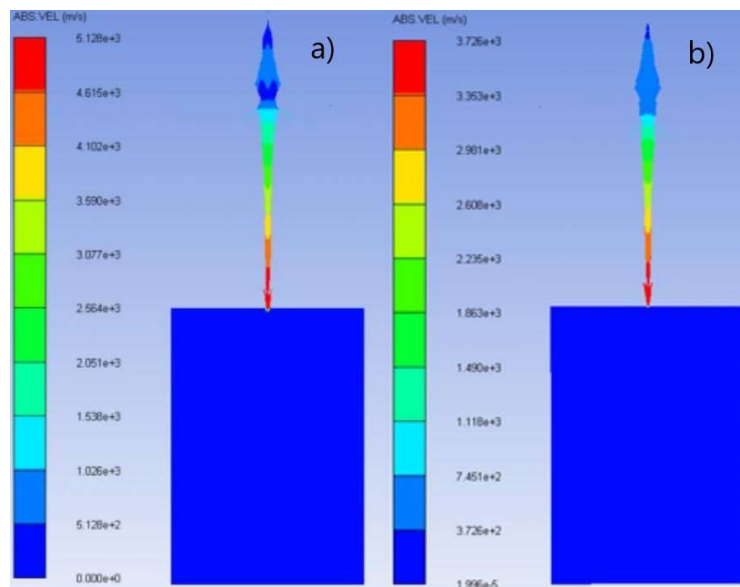 ABS.VEL (m/s)
5.128e+3
4.615e+3
4.102e+3
3.590e+3
3.077e+3
2.564e+3
2.051e+3
1.538e+3
1.026e+3
5.128e+2
0.000e+0
a)
ABS.VEL (m/s)
3.726e+3
3.353e+3
2.981e+3
2.608e+3
2.235e+3
1.863e+3
1.490e+3
1.118e+3
7.451e+2
3.726e+2
1.996e-5
b)